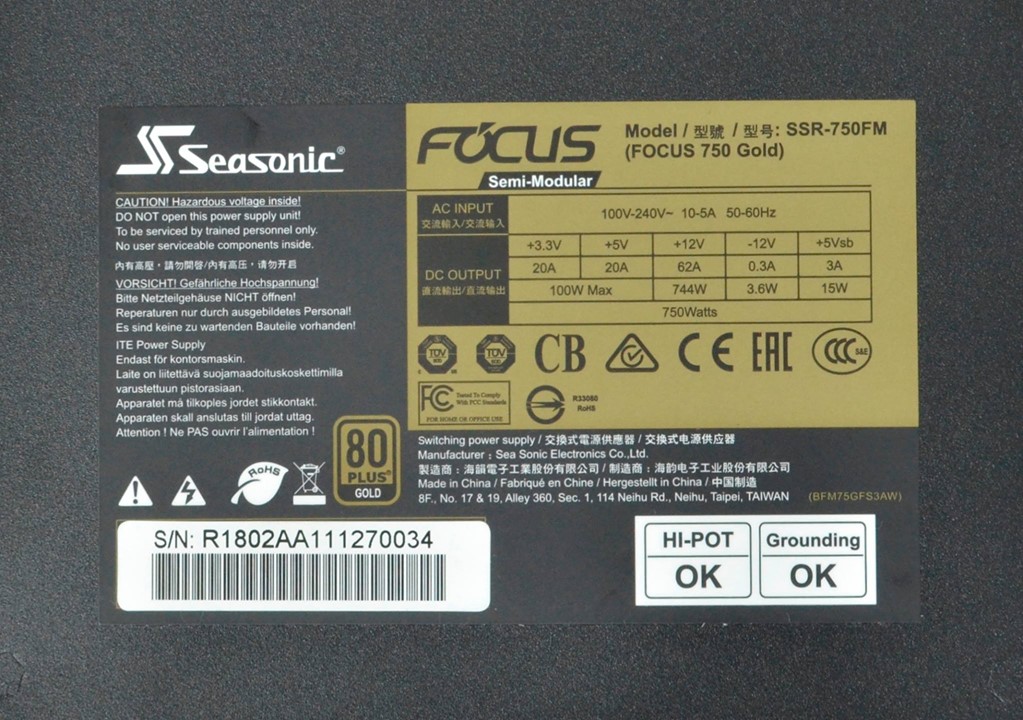 Seasonic®
CAUTION! Hazardous voltage inside!
DO NOT open this power supply unit!
To be serviced by trained personnel only.
No user serviceable components inside.
內有高壓，請勿開啓/內有高压，请勿开启
VORSICHT! Gefährliche Hochspannung!
Bitte Netzteilgehäuse NICHT öffnen!
Reperaturen nur durch ausgebildetes Personal!
Es sind keine zu wartenden Bauteile vorhanden!
ITE Power Supply
Endast för kontorsmaskin.
Laite on liitettävä suojamaadoituskoskettimilla
varustettuun pistorasiaan.
Apparatet må tilkoples jordet stikkontakt.
Apparaten skall anslutas till jordat uttag.
Attention ! Ne PAS ouvrir l'alimentation !
RoHS
80
PLUS®
GOLD
FOCUS
Semi-Modular
Model / 型號 / 型号: SSR-750FM
(FOCUS 750 Gold)
AC INPUT
交流輸入/交流输入
100V-240V~ 10-5A 50-60Hz
DC OUTPUT
直流輸出/直流输出
+3.3V +5V +12V -12V +5Vsb
20A 20A 62A 0.3A 3A
100W Max 744W 3.6W 15W
750Watts
TÜV TÜV CB CE EAC CCC S&E
FC Tested To Comply
With FCC Standards
FOR HOME OR OFFICE USE
R33080
RoHS
Switching power supply / 交換式電源供應器 / 交換式电源供应器
Manufacturer : Sea Sonic Electronics Co.,Ltd.
製造商 : 海韻電子工業股份有限公司 / 制造商 : 海韵电子工业股份有限公司
Made in China / Fabriqué en Chine / Hergestellt in China / 中国制造
8F., No. 17 & 19, Alley 360, Sec. 1, 114 Neihu Rd., Neihu, Taipei, TAIWAN (BFM75GFS3AW)
S/N: R1802AA111270034
HI-POT
OK
Grounding
OK